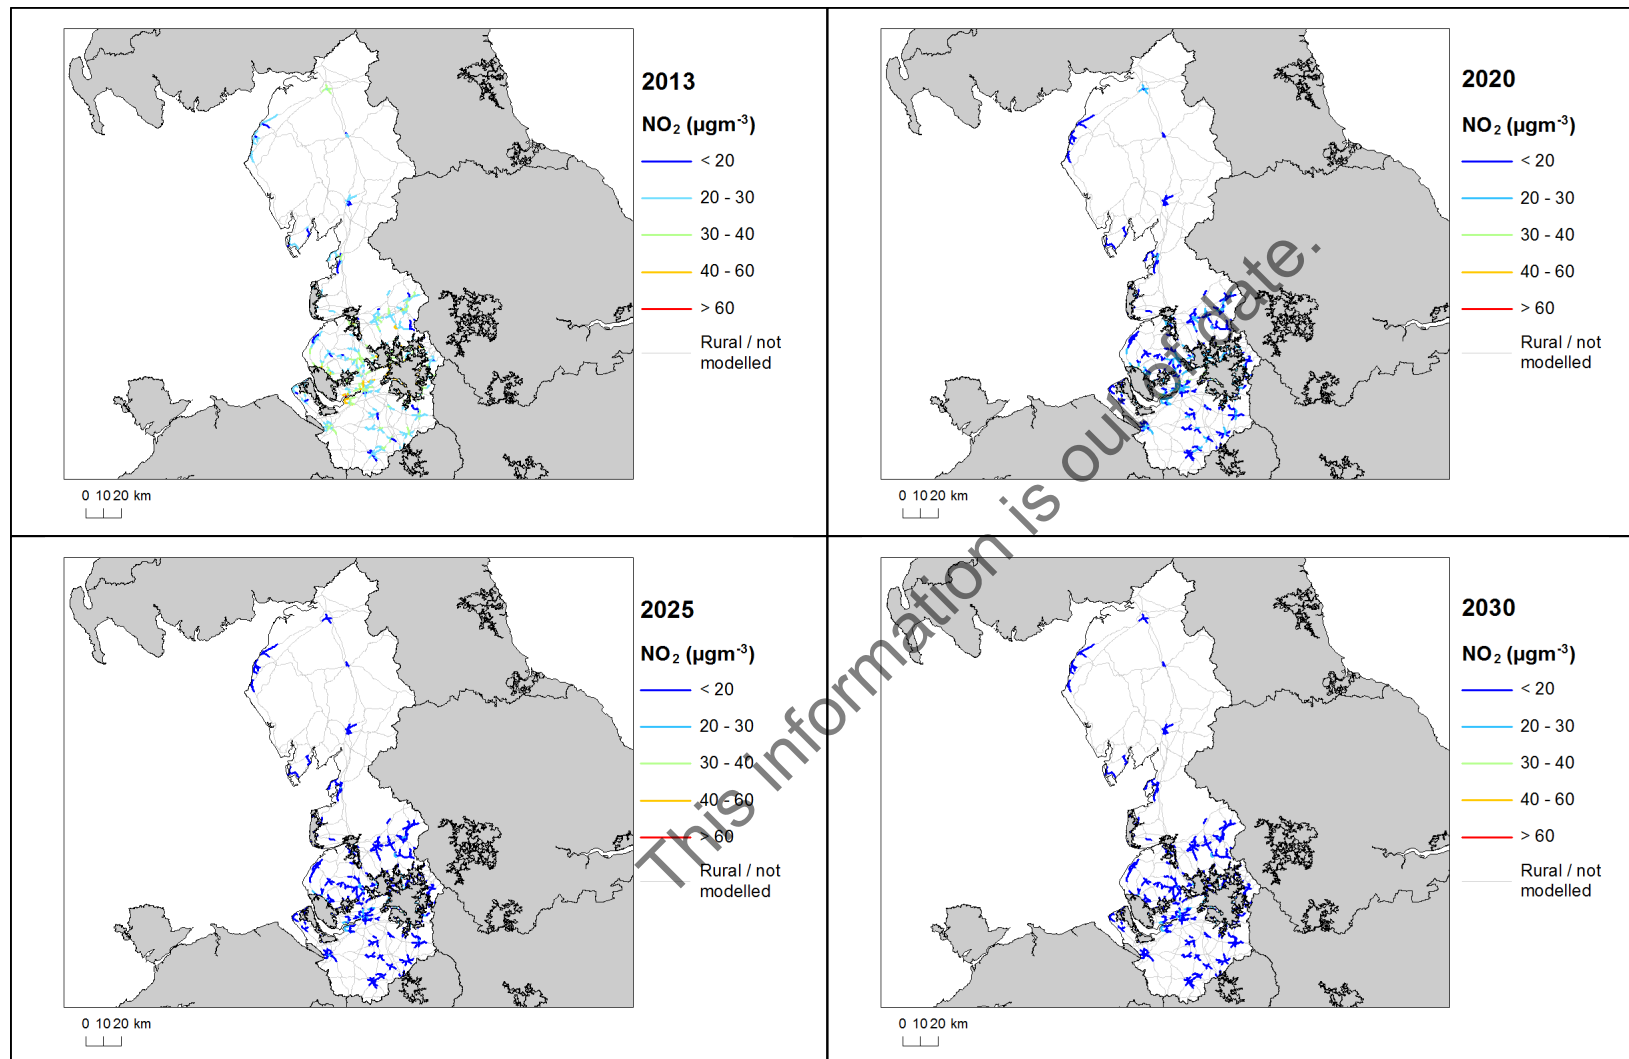 2013
NO₂ (µgm⁻³)
< 20
20 - 30
30 - 40
40 - 60
> 60
Rural / not
modelled
0 10 20 km
2020
NO₂ (µgm⁻³)
< 20
20 - 30
30 - 40
40 - 60
> 60
Rural / not
modelled
0 10 20 km
2025
NO₂ (µgm⁻³)
< 20
20 - 30
30 - 40
40 - 60
> 60
Rural / not
modelled
0 10 20 km
2030
NO₂ (µgm⁻³)
< 20
20 - 30
30 - 40
40 - 60
> 60
Rural / not
modelled
0 10 20 km
This information is out of date.